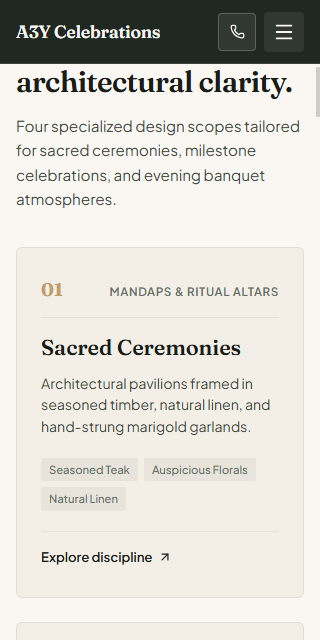 A3Y Celebrations
architectural clarity.
Four specialized design scopes tailored
for sacred ceremonies, milestone
celebrations, and evening banquet
atmospheres.
01
MANDAPS & RITUAL ALTARS
Sacred Ceremonies
Architectural pavilions framed in
seasoned timber, natural linen, and
hand-strung marigold garlands.
Seasoned Teak
Auspicious Florals
Natural Linen
Explore discipline